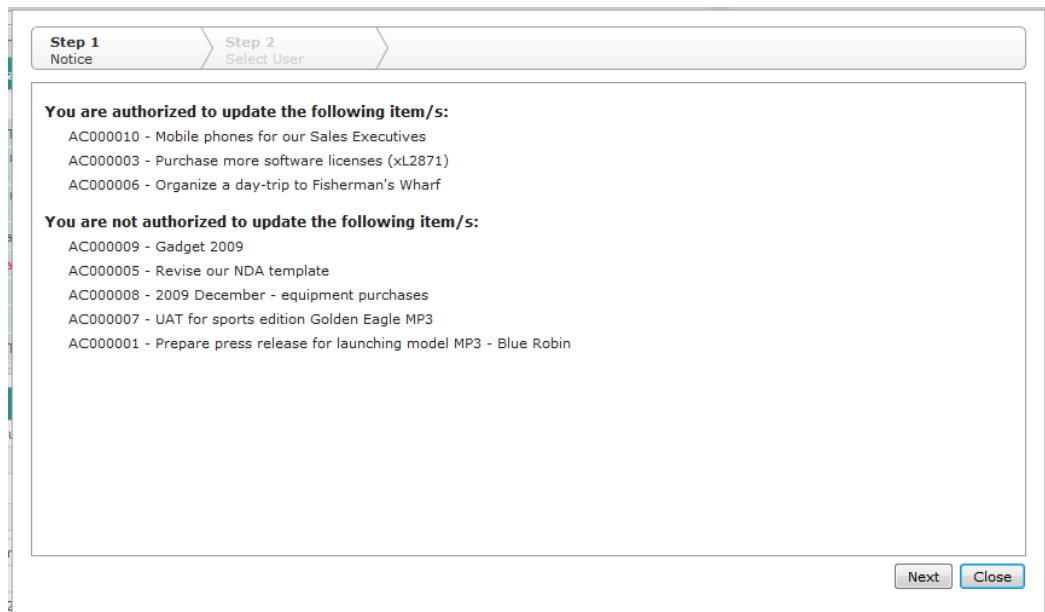 Step 1
Notice
Step 2
Select User
You are authorized to update the following item/s:
AC000010 - Mobile phones for our Sales Executives
AC000003 - Purchase more software licenses (xL2871)
AC000006 - Organize a day-trip to Fisherman's Wharf
You are not authorized to update the following item/s:
AC000009 - Gadget 2009
AC000005 - Revise our NDA template
AC000008 - 2009 December - equipment purchases
AC000007 - UAT for sports edition Golden Eagle MP3
AC000001 - Prepare press release for launching model MP3 - Blue Robin
Next Close